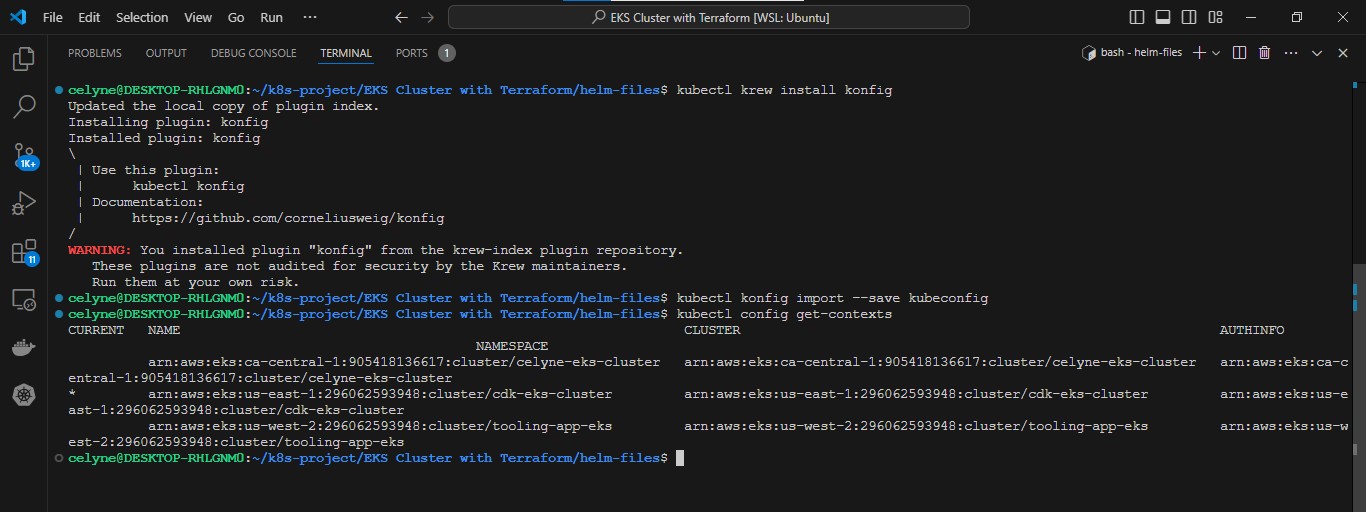 File Edit Selection View Go Run ···
EKS Cluster with Terraform [WSL: Ubuntu]
PROBLEMS OUTPUT DEBUG CONSOLE TERMINAL PORTS 1
bash - helm-files
celyne@DESKTOP-RHLGNM0:~/k8s-project/EKS Cluster with Terraform/helm-files$ kubectl krew install konfig
Updated the local copy of plugin index.
Installing plugin: konfig
Installed plugin: konfig
\
 | Use this plugin:
 |      kubectl konfig
 | Documentation:
 |      https://github.com/corneliusweig/konfig
/
WARNING: You installed plugin "konfig" from the krew-index plugin repository.
   These plugins are not audited for security by the Krew maintainers.
   Run them at your own risk.
celyne@DESKTOP-RHLGNM0:~/k8s-project/EKS Cluster with Terraform/helm-files$ kubectl konfig import --save kubeconfig
celyne@DESKTOP-RHLGNM0:~/k8s-project/EKS Cluster with Terraform/helm-files$ kubectl config get-contexts
CURRENT   NAME   CLUSTER   AUTHINFO
NAMESPACE
arn:aws:eks:ca-central-1:905418136617:cluster/celyne-eks-cluster   arn:aws:eks:ca-central-1:905418136617:cluster/celyne-eks-cluster   arn:aws:eks:ca-c
entral-1:905418136617:cluster/celyne-eks-cluster
*   arn:aws:eks:us-east-1:296062593948:cluster/cdk-eks-cluster   arn:aws:eks:us-east-1:296062593948:cluster/cdk-eks-cluster   arn:aws:eks:us-e
ast-1:296062593948:cluster/cdk-eks-cluster
arn:aws:eks:us-west-2:296062593948:cluster/tooling-app-eks   arn:aws:eks:us-west-2:296062593948:cluster/tooling-app-eks   arn:aws:eks:us-w
est-2:296062593948:cluster/tooling-app-eks
celyne@DESKTOP-RHLGNM0:~/k8s-project/EKS Cluster with Terraform/helm-files$
1K+
11